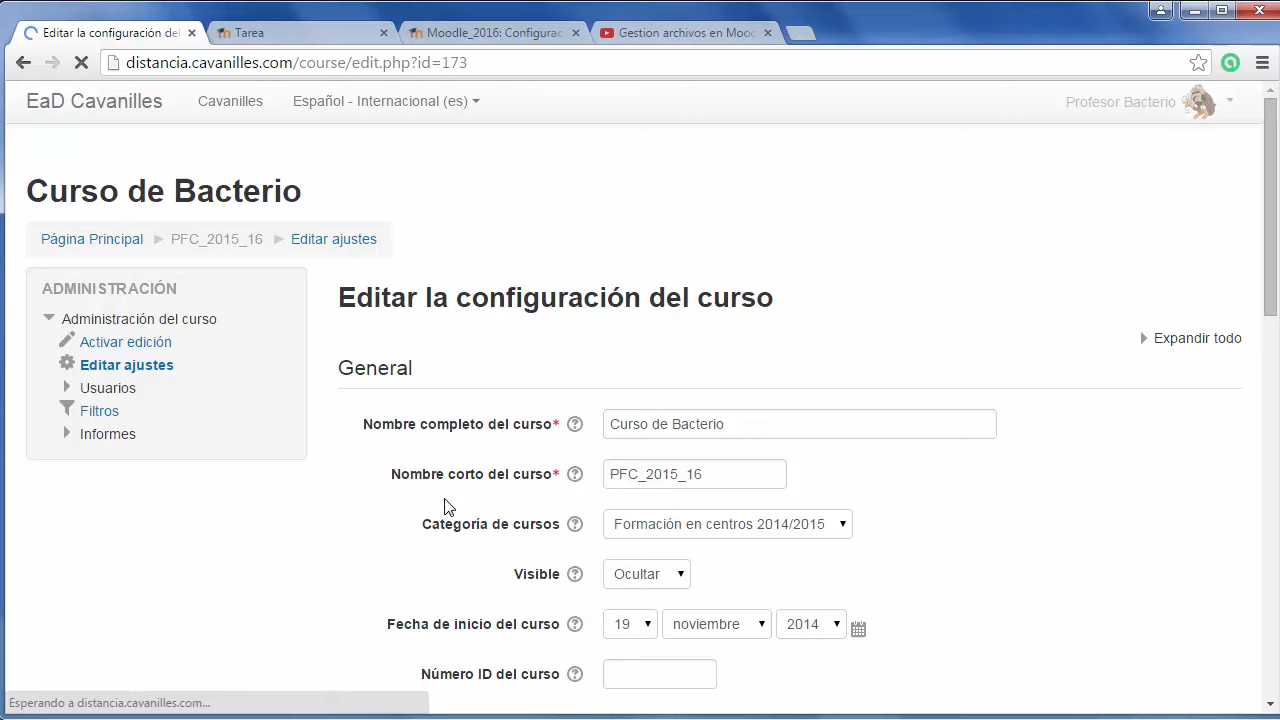 Editar la configuración del
Tarea
Moodle_2016: Configurac
Gestion archivos en Mood
distancia.cavanilles.com/course/edit.php?id=173
EaD Cavanilles
Cavanilles
Español - Internacional (es)
Profesor Bacterio
Curso de Bacterio
Página Principal
PFC_2015_16
Editar ajustes
ADMINISTRACIÓN
Administración del curso
Activar edición
Editar ajustes
Usuarios
Filtros
Informes
Editar la configuración del curso
Expandir todo
General
Nombre completo del curso*
Curso de Bacterio
Nombre corto del curso*
PFC_2015_16
Categoría de cursos
Formación en centros 2014/2015
Visible
Ocultar
Fecha de inicio del curso
19 noviembre 2014
Número ID del curso
Esperando a distancia.cavanilles.com...